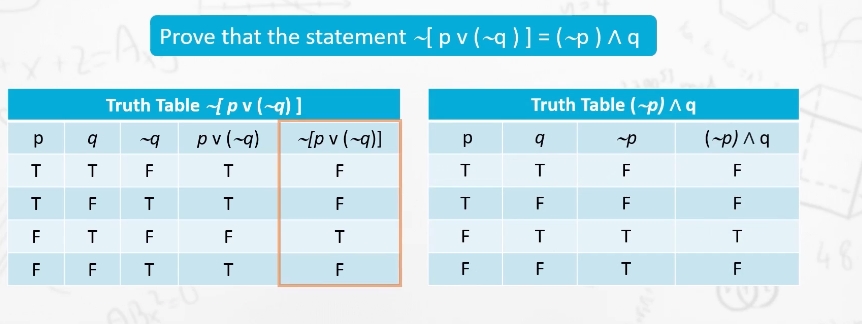 Prove that the statement ~[ p v (~q ) ] = (~p ) ∧ q
Truth Table ~[ p v (~q) ]
p q ~q p v (~q) ~[p v (~q)]
T T F T F
T F T T F
F T F F T
F F T T F
Truth Table (~p) ∧ q
p q ~p (~p) ∧ q
T T F F
T F F F
F T T T
F F T F